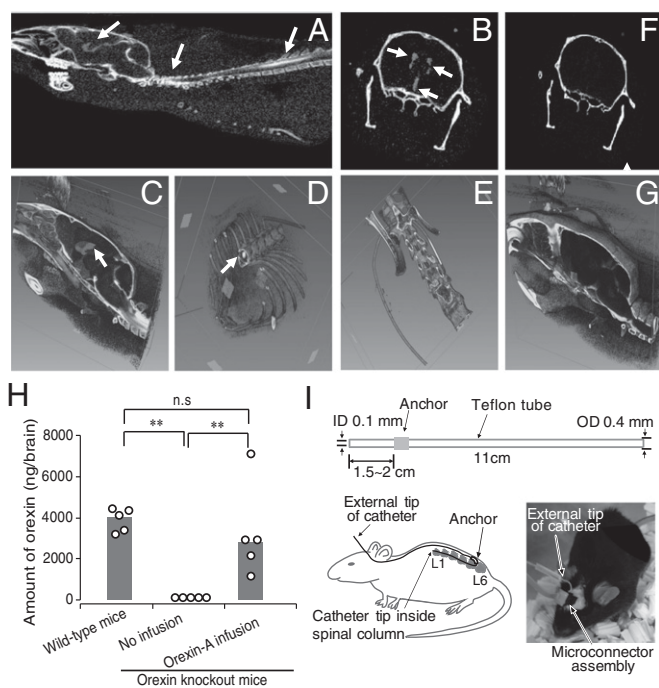 A
B
F
C
D
E
G
H
n.s
** **
Amount of orexin (ng/brain)
8000
6000
4000
2000
0
Wild-type mice
No infusion
Orexin-A infusion
Orexin knockout mice
I
Anchor
Teflon tube
ID 0.1 mm
OD 0.4 mm
1.5~2 cm
11cm
External tip
of catheter
Anchor
L1
L6
Catheter tip inside
spinal column
External tip
of catheter
Microconnector
assembly